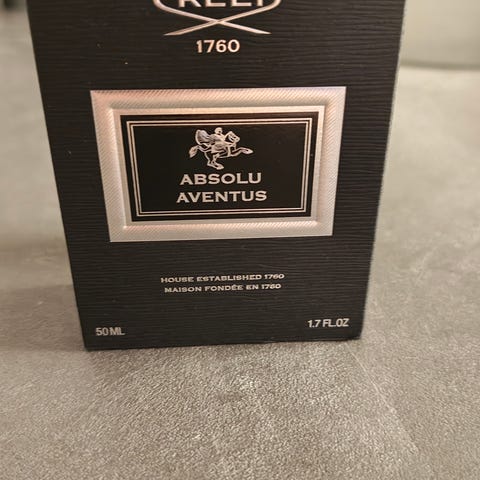 1760
ABSOLU
AVENTUS
HOUSE ESTABLISHED 1760
MAISON FONDÉE EN 1760
50 ML
1.7 FL.OZ